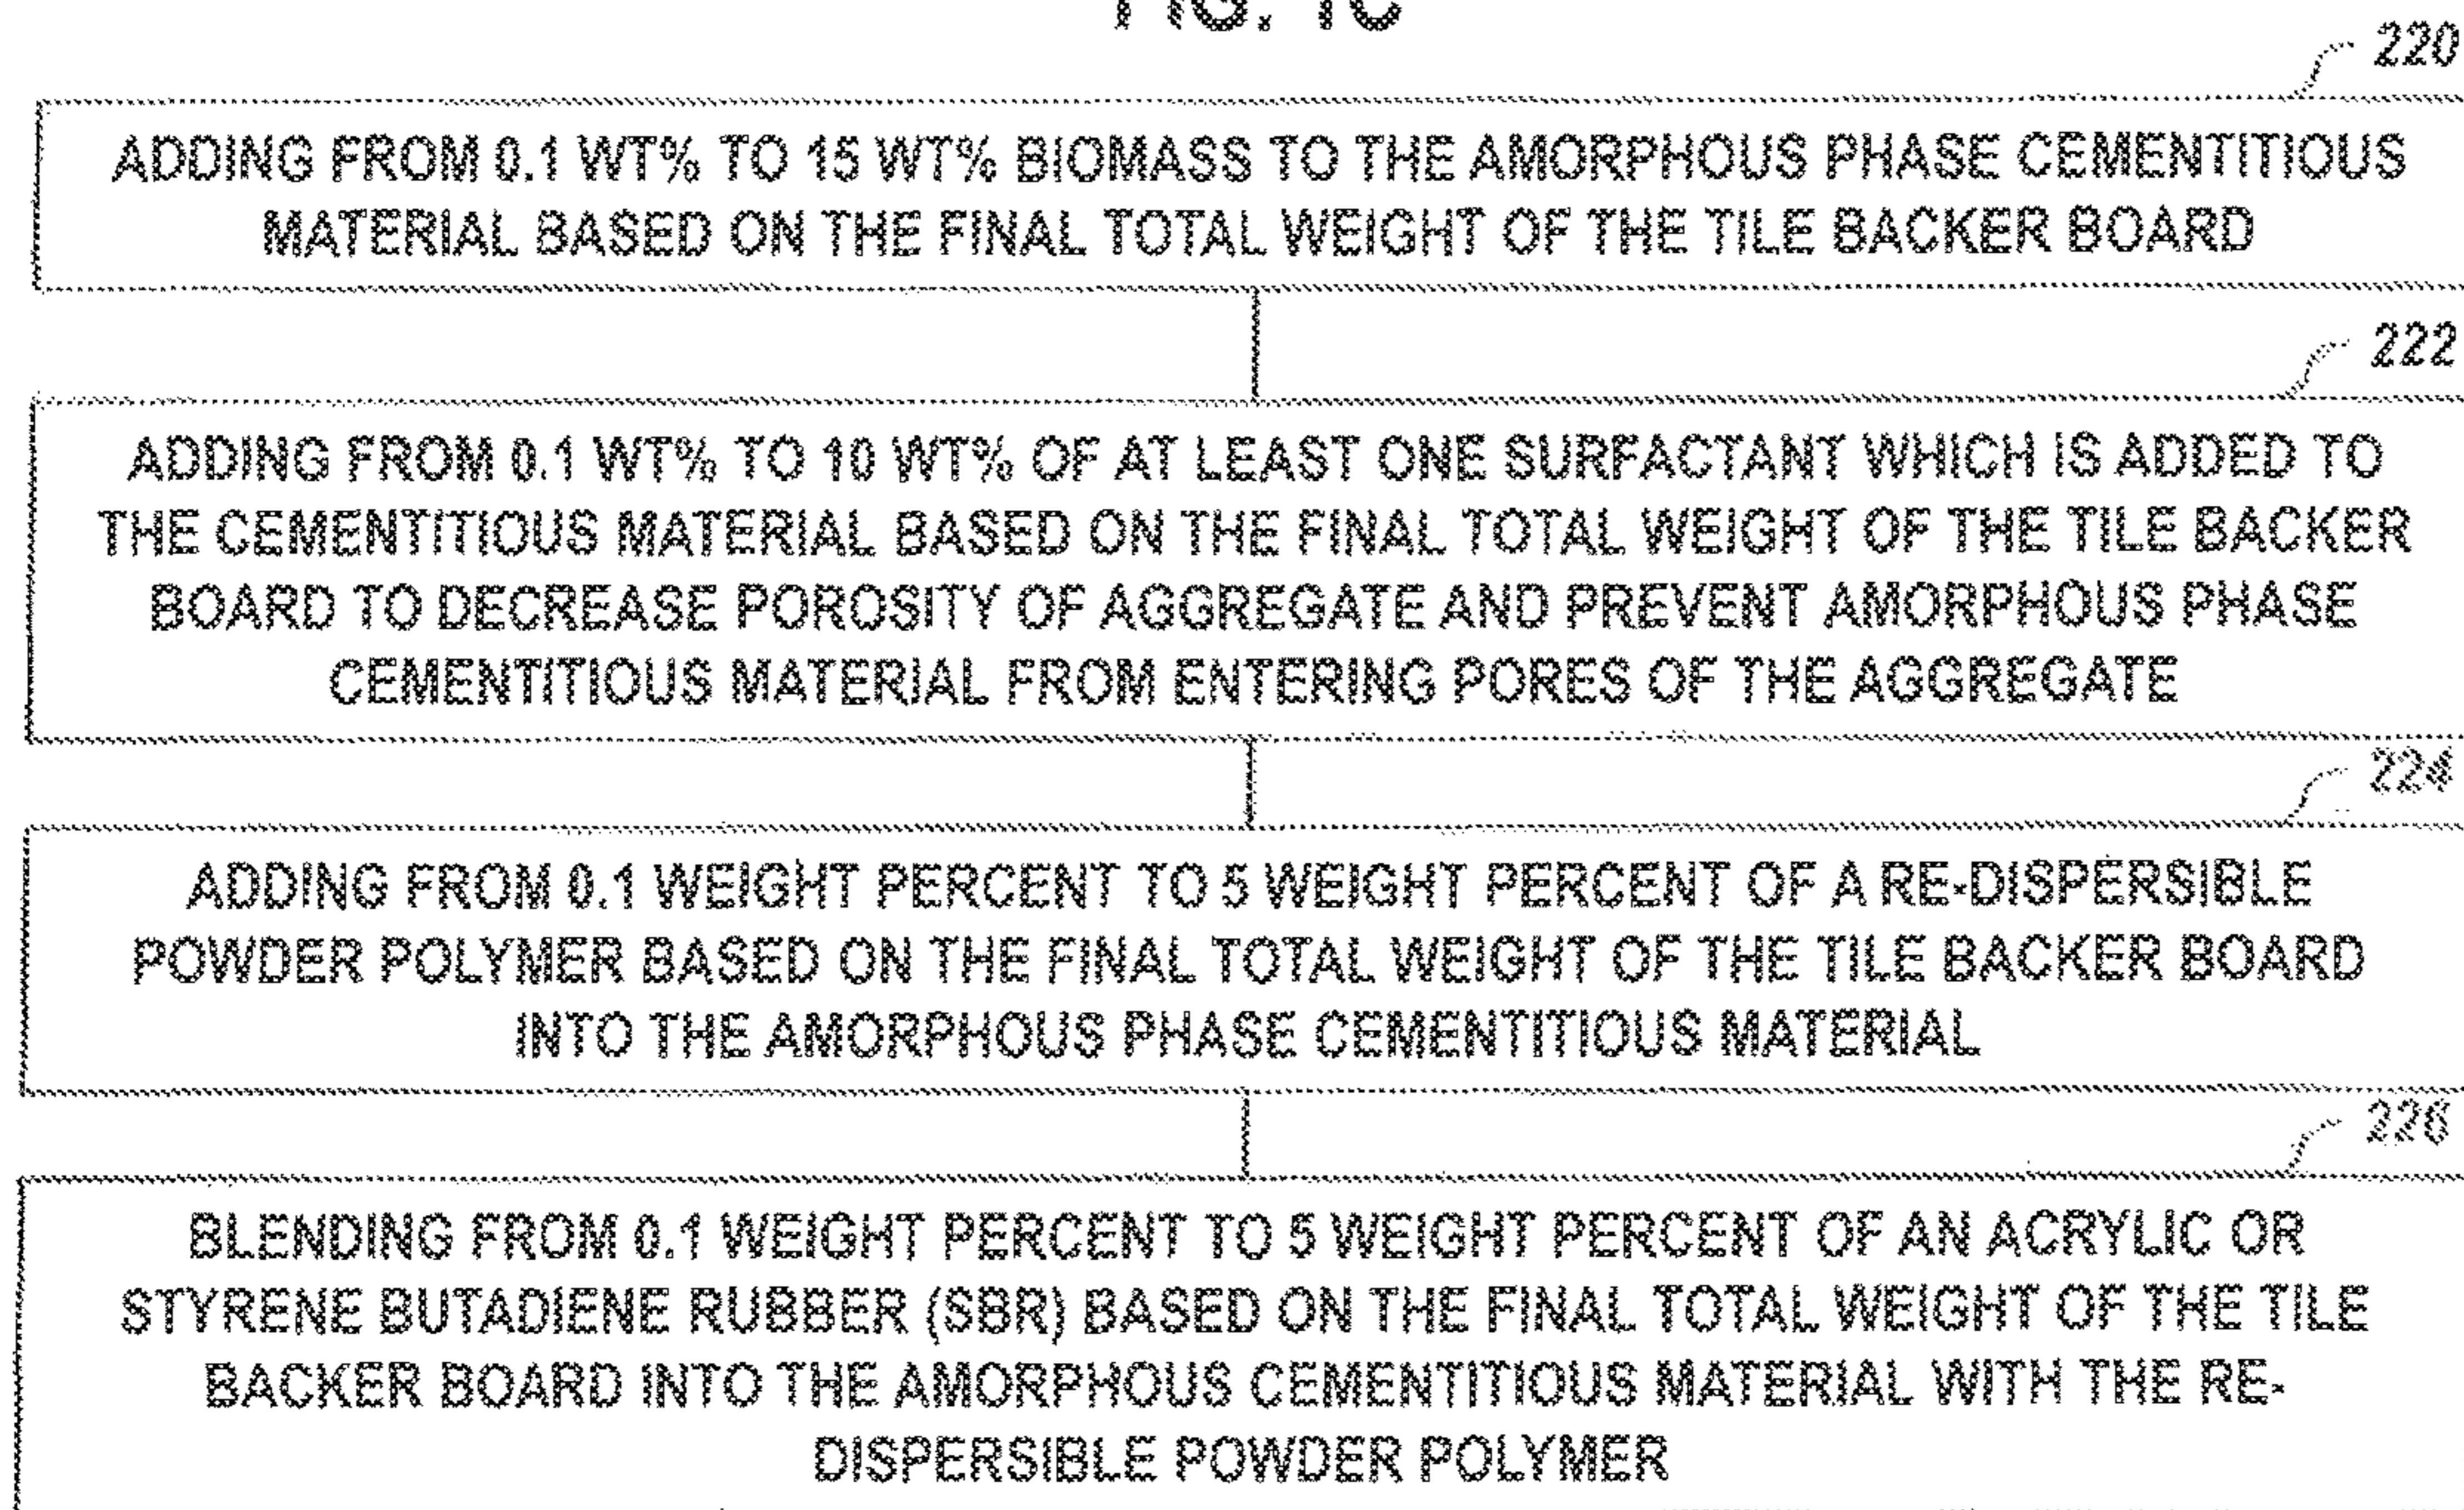 FIG. 1C
220
ADDING FROM 0.1 WT% TO 15 WT% BIOMASS TO THE AMORPHOUS PHASE CEMENTITIOUS
MATERIAL BASED ON THE FINAL TOTAL WEIGHT OF THE TILE BACKER BOARD
222
ADDING FROM 0.1 WT% TO 10 WT% OF AT LEAST ONE SURFACTANT WHICH IS ADDED TO
THE CEMENTITIOUS MATERIAL BASED ON THE FINAL TOTAL WEIGHT OF THE TILE BACKER
BOARD TO DECREASE POROSITY OF AGGREGATE AND PREVENT AMORPHOUS PHASE
CEMENTITIOUS MATERIAL FROM ENTERING PORES OF THE AGGREGATE
224
ADDING FROM 0.1 WEIGHT PERCENT TO 5 WEIGHT PERCENT OF A RE-DISPERSIBLE
POWDER POLYMER BASED ON THE FINAL TOTAL WEIGHT OF THE TILE BACKER BOARD
INTO THE AMORPHOUS PHASE CEMENTITIOUS MATERIAL
226
BLENDING FROM 0.1 WEIGHT PERCENT TO 5 WEIGHT PERCENT OF AN ACRYLIC OR
STYRENE BUTADIENE RUBBER (SBR) BASED ON THE FINAL TOTAL WEIGHT OF THE TILE
BACKER BOARD INTO THE AMORPHOUS CEMENTITIOUS MATERIAL WITH THE RE-
DISPERSIBLE POWDER POLYMER